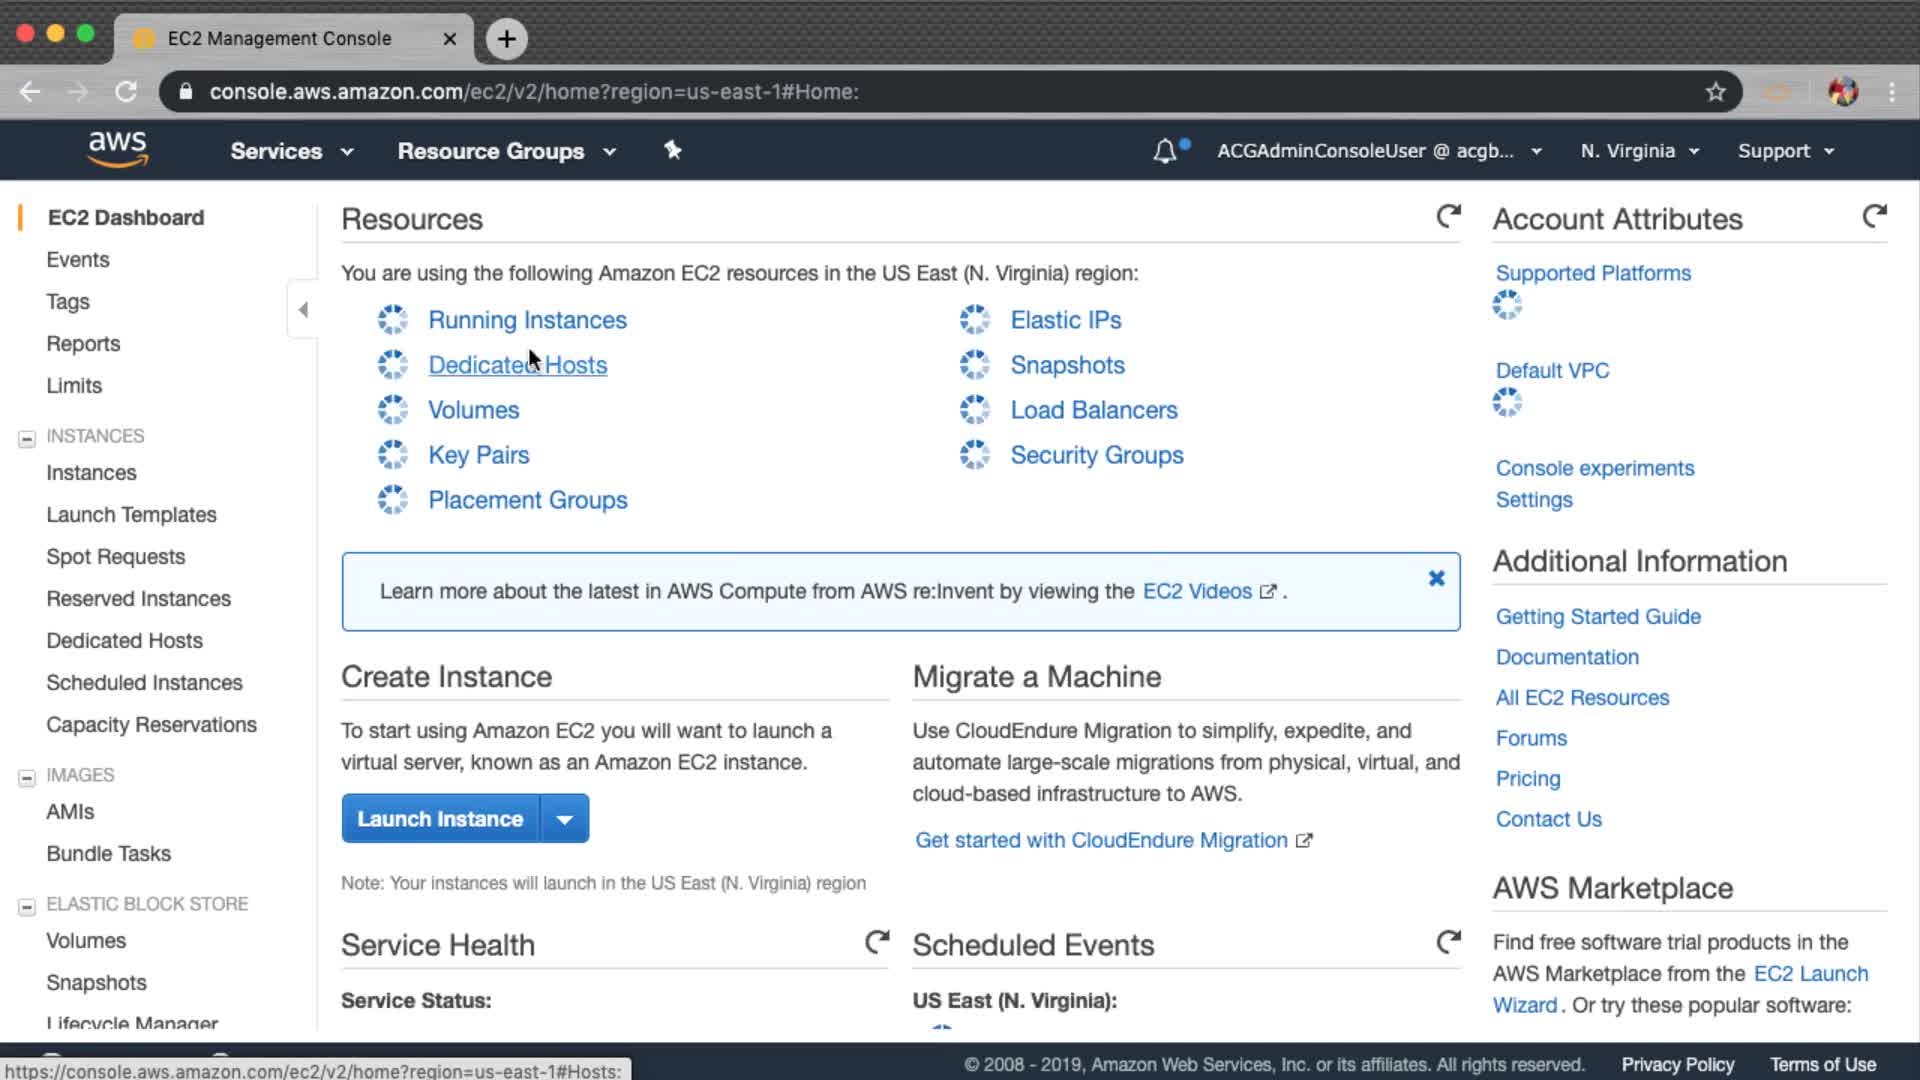 EC2 Management Console
console.aws.amazon.com/ec2/v2/home?region=us-east-1#Home:
aws
Services
Resource Groups
ACGAdminConsoleUser @ acgb...
N. Virginia
Support
EC2 Dashboard
Events
Tags
Reports
Limits
INSTANCES
Instances
Launch Templates
Spot Requests
Reserved Instances
Dedicated Hosts
Scheduled Instances
Capacity Reservations
IMAGES
AMIs
Bundle Tasks
ELASTIC BLOCK STORE
Volumes
Snapshots
Lifecycle Manager
Resources
You are using the following Amazon EC2 resources in the US East (N. Virginia) region:
Running Instances
Dedicated Hosts
Volumes
Key Pairs
Placement Groups
Elastic IPs
Snapshots
Load Balancers
Security Groups
Learn more about the latest in AWS Compute from AWS re:Invent by viewing the EC2 Videos .
Create Instance
To start using Amazon EC2 you will want to launch a
virtual server, known as an Amazon EC2 instance.
Launch Instance
Note: Your instances will launch in the US East (N. Virginia) region
Migrate a Machine
Use CloudEndure Migration to simplify, expedite, and
automate large-scale migrations from physical, virtual, and
cloud-based infrastructure to AWS.
Get started with CloudEndure Migration
Service Health
Service Status:
Scheduled Events
US East (N. Virginia):
Account Attributes
Supported Platforms
Default VPC
Console experiments
Settings
Additional Information
Getting Started Guide
Documentation
All EC2 Resources
Forums
Pricing
Contact Us
AWS Marketplace
Find free software trial products in the
AWS Marketplace from the EC2 Launch
Wizard. Or try these popular software:
https://console.aws.amazon.com/ec2/v2/home?region=us-east-1#Hosts:
© 2008 - 2019, Amazon Web Services, Inc. or its affiliates. All rights reserved.
Privacy Policy
Terms of Use